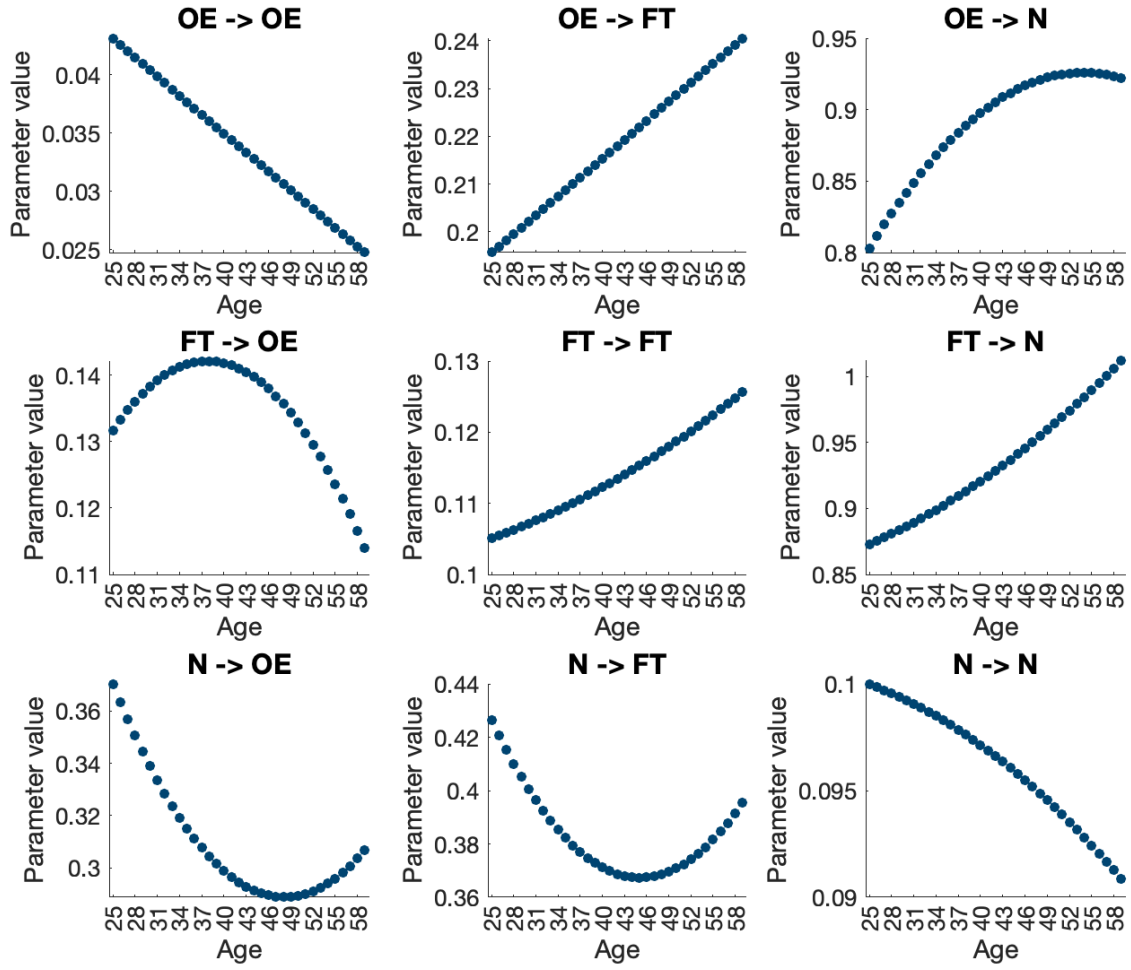 OE -> OE
Parameter value
0.04
0.035
0.03
0.025
25 28 31 34 37 40 43 46 49 52 55 58
Age
OE -> FT
Parameter value
0.24
0.23
0.22
0.21
0.2
25 28 31 34 37 40 43 46 49 52 55 58
Age
OE -> N
Parameter value
0.95
0.9
0.85
0.8
25 28 31 34 37 40 43 46 49 52 55 58
Age
FT -> OE
Parameter value
0.14
0.13
0.12
0.11
25 28 31 34 37 40 43 46 49 52 55 58
Age
FT -> FT
Parameter value
0.13
0.12
0.11
0.1
25 28 31 34 37 40 43 46 49 52 55 58
Age
FT -> N
Parameter value
1
0.95
0.9
0.85
25 28 31 34 37 40 43 46 49 52 55 58
Age
N -> OE
Parameter value
0.36
0.34
0.32
0.3
25 28 31 34 37 40 43 46 49 52 55 58
Age
N -> FT
Parameter value
0.44
0.42
0.4
0.38
0.36
25 28 31 34 37 40 43 46 49 52 55 58
Age
N -> N
Parameter value
0.1
0.095
0.09
25 28 31 34 37 40 43 46 49 52 55 58
Age